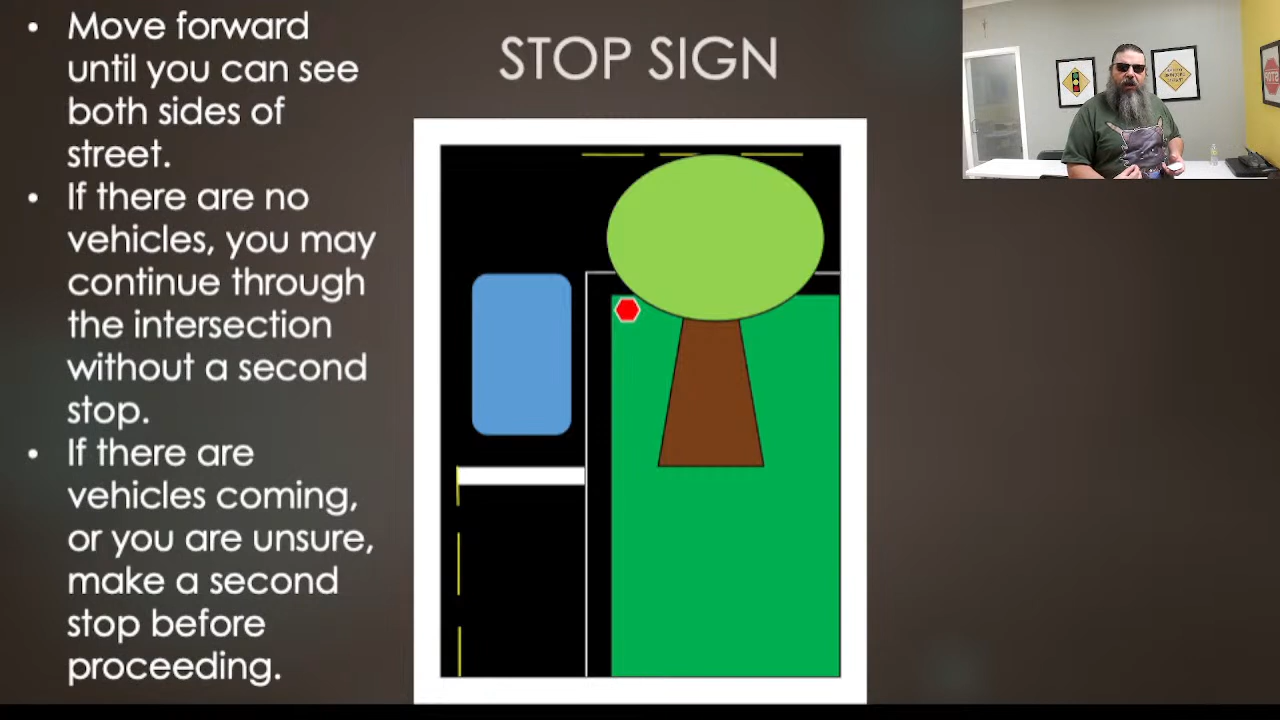 STOP SIGN
• Move forward
until you can see
both sides of
street.
• If there are no
vehicles, you may
continue through
the intersection
without a second
stop.
• If there are
vehicles coming,
or you are unsure,
make a second
stop before
proceeding.